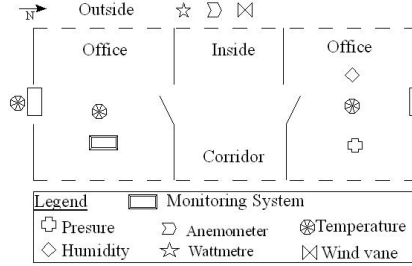 N Outside
Office Inside Office
Corridor
Legend Monitoring System
Presure Anemometer Temperature
Humidity Wattmetre Wind vane